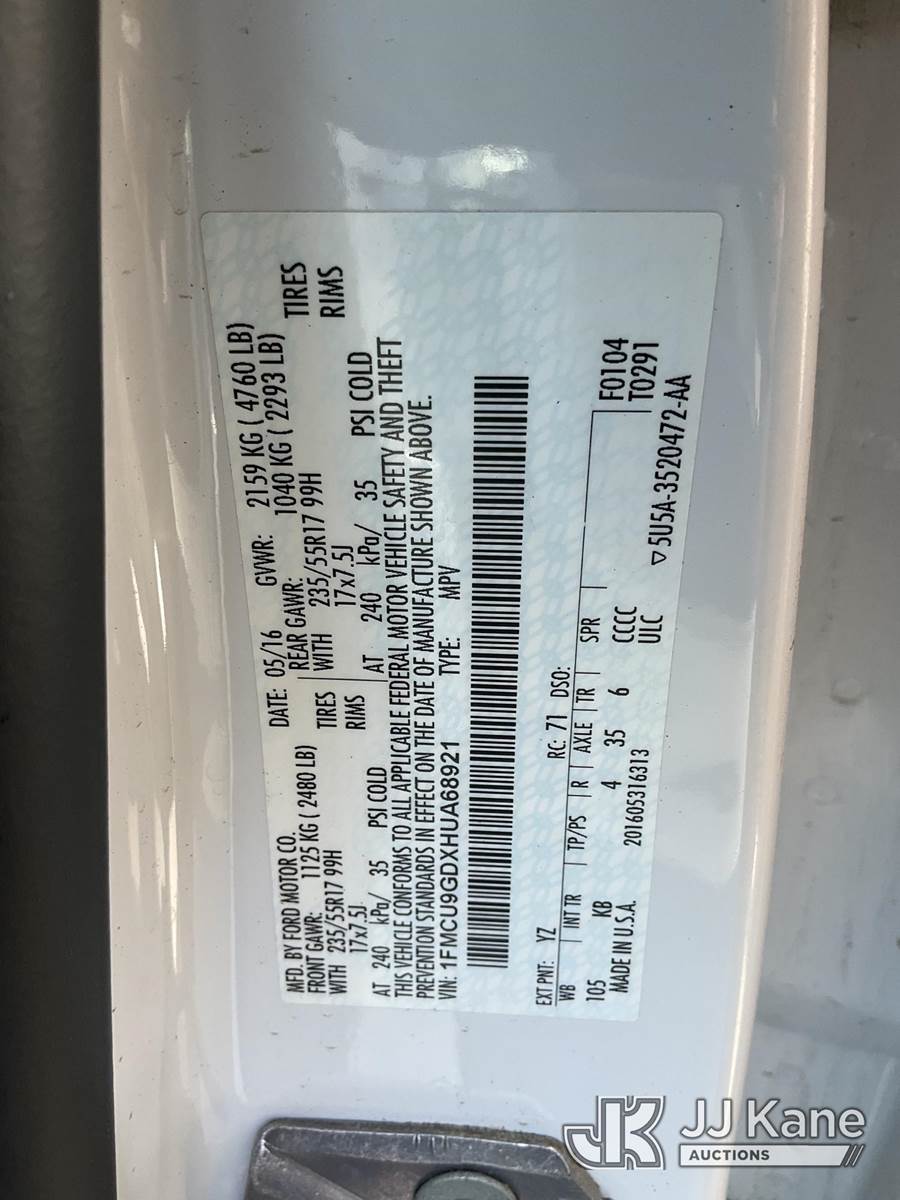 MFD. BY FORD MOTOR CO. DATE: 05/16 GVWR: 2159 KG ( 4760 LB)
FRONT GAWR: 1125 KG ( 2480 LB) REAR GAWR: 1040 KG ( 2293 LB)
WITH 235/55R17 99H TIRES WITH 235/55R17 99H TIRES
17x7.5J RIMS 17x7.5J RIMS
AT 240 kPa/ 35 PSI COLD AT 240 kPa/ 35 PSI COLD
THIS VEHICLE CONFORMS TO ALL APPLICABLE FEDERAL MOTOR VEHICLE SAFETY AND THEFT
PREVENTION STANDARDS IN EFFECT ON THE DATE OF MANUFACTURE SHOWN ABOVE.
VIN: 1FMCU9GDXHUA68921 TYPE: MPV
EXT PNT: YZ RC: 71 DSO:
WB INT TR TP/PS R AXLE TR SPR
F0104
105 KB 4 35 6 CCCC
T0291
MADE IN U.S.A. 201605316313 ULC
▽5U5A-3520472-AA
JK JJ Kane
AUCTIONS